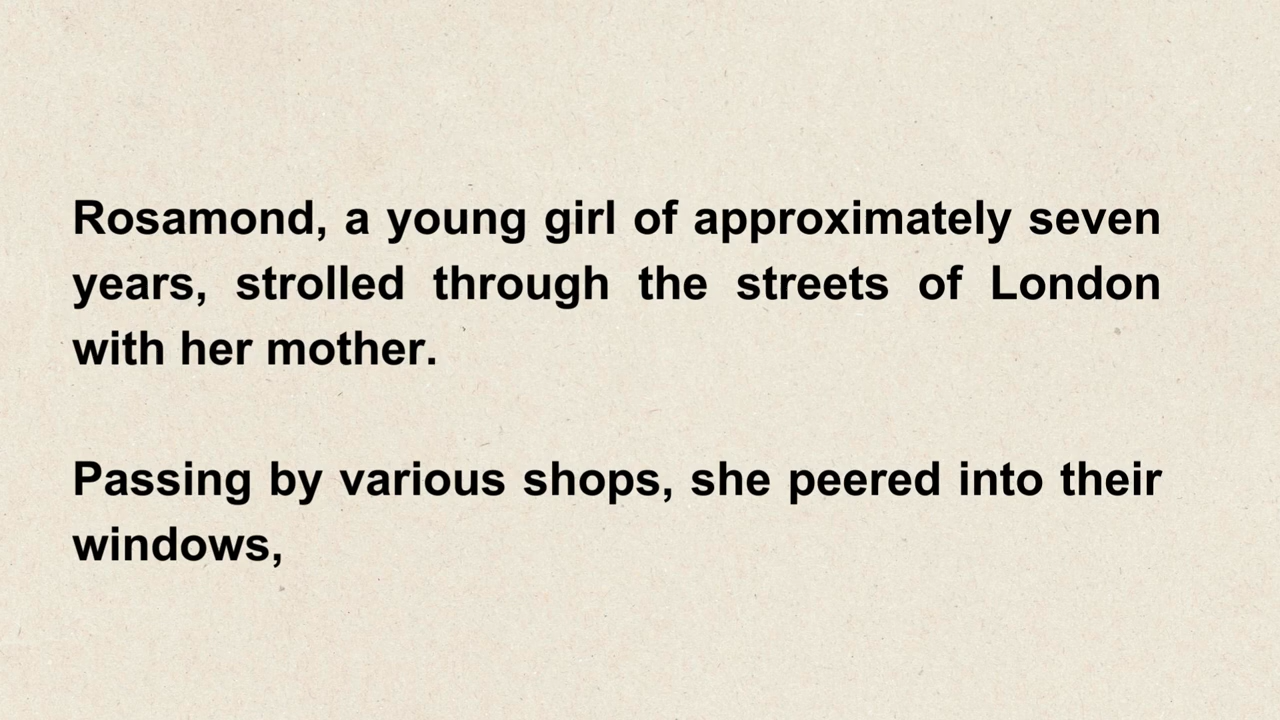 Rosamond, a young girl of approximately seven
years, strolled through the streets of London
with her mother.
Passing by various shops, she peered into their
windows,